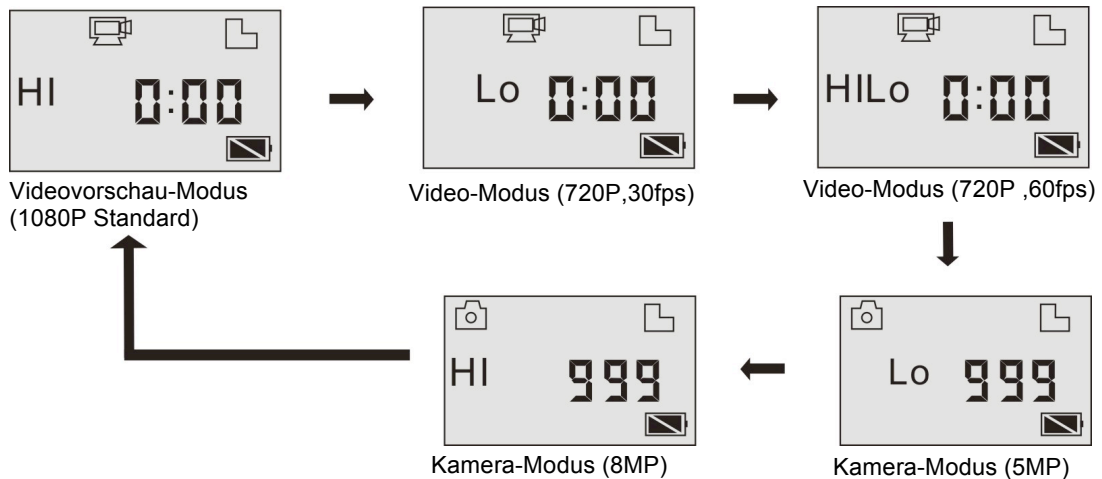 HI 0:00
Videovorschau-Modus
(1080P Standard)
Lo 0:00
Video-Modus (720P,30fps)
HILo 0:00
Video-Modus (720P ,60fps)
Lo 999
Kamera-Modus (5MP)
HI 999
Kamera-Modus (8MP)